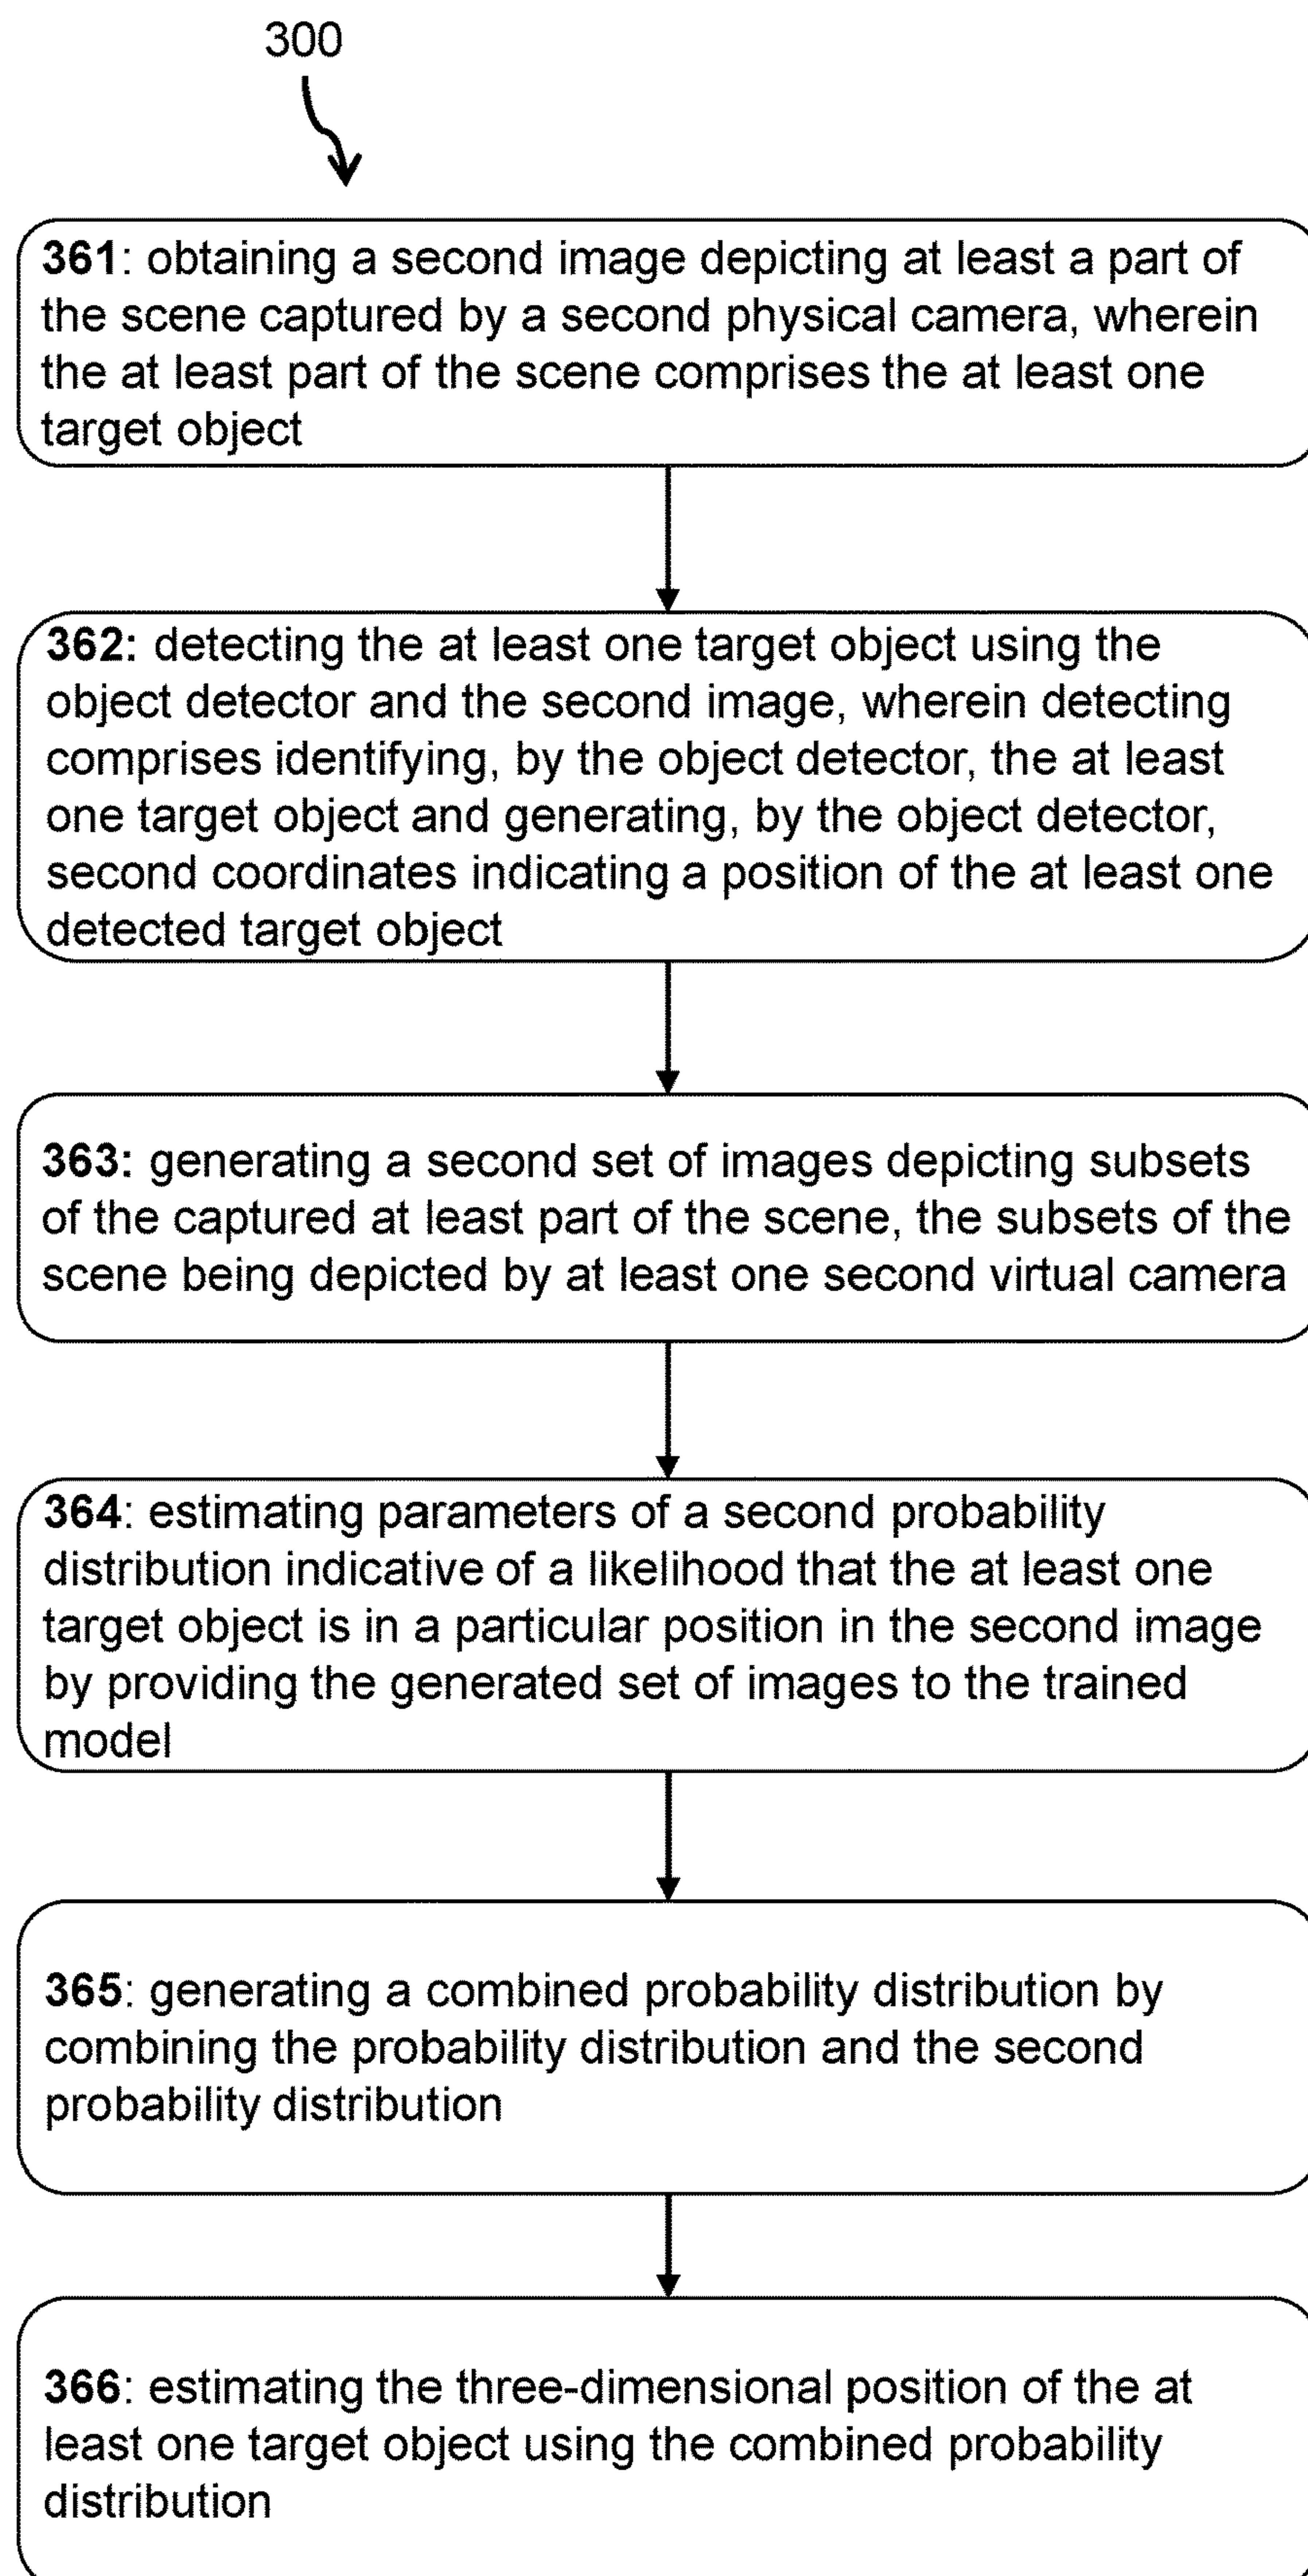 300
361: obtaining a second image depicting at least a part of
the scene captured by a second physical camera, wherein
the at least part of the scene comprises the at least one
target object
362: detecting the at least one target object using the
object detector and the second image, wherein detecting
comprises identifying, by the object detector, the at least
one target object and generating, by the object detector,
second coordinates indicating a position of the at least one
detected target object
363: generating a second set of images depicting subsets
of the captured at least part of the scene, the subsets of the
scene being depicted by at least one second virtual camera
364: estimating parameters of a second probability
distribution indicative of a likelihood that the at least one
target object is in a particular position in the second image
by providing the generated set of images to the trained
model
365: generating a combined probability distribution by
combining the probability distribution and the second
probability distribution
366: estimating the three-dimensional position of the at
least one target object using the combined probability
distribution